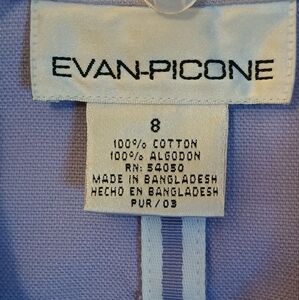 EVAN-PICONE
8
100% COTTON
100% ALGODON
RN: 54050
MADE IN BANGLADESH
HECHO EN BANGLADESH
PUR/03